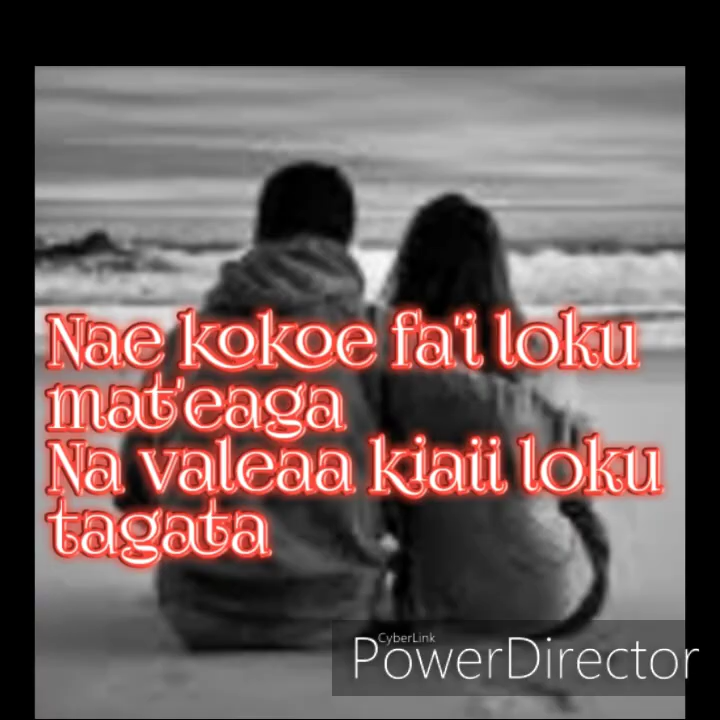 Nae kokoe fa'i loku
mat'eaga
Na valeaa kiaii loku
tagata
CyberLink
PowerDirector